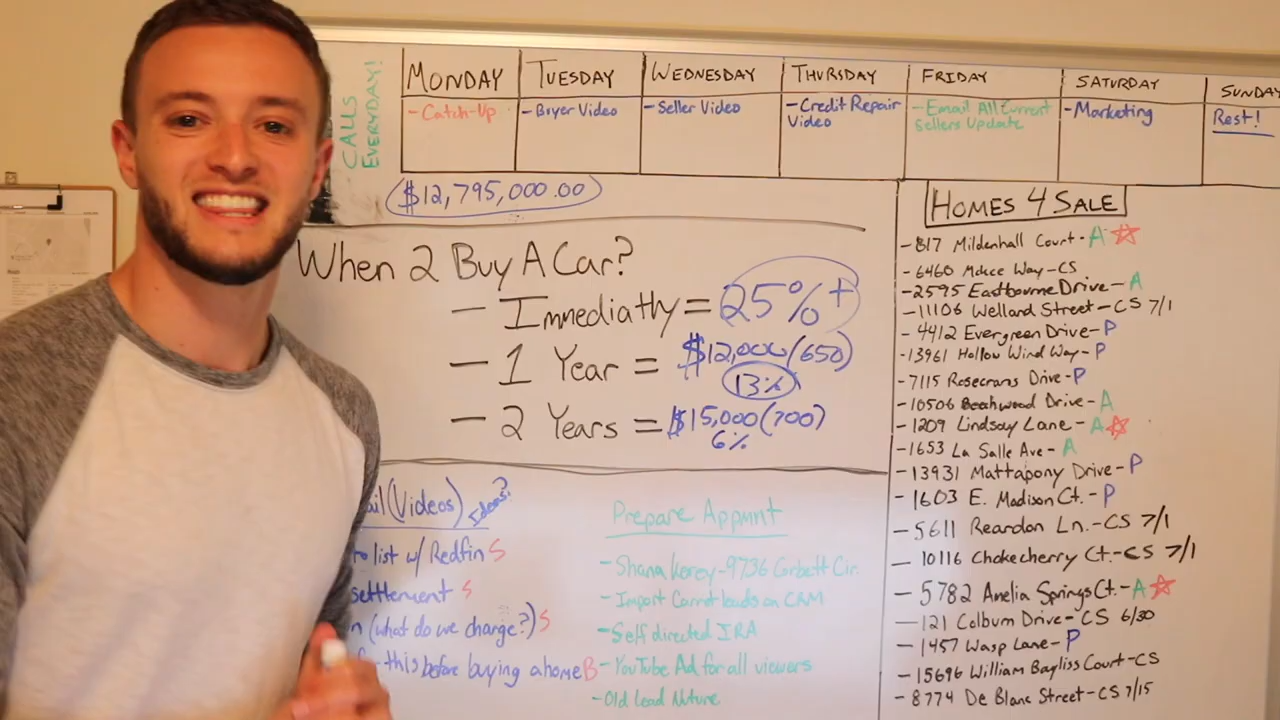 CALLS EVERYDAY!
MONDAY
- Catch-Up
TUESDAY
- Buyer Video
WEDNESDAY
- Seller Video
THURSDAY
- Credit Repair
Video
FRIDAY
- Email All Current
Sellers Update
SATURDAY
- Marketing
SUNDAY
Rest!
$12,795,000.00
When 2 Buy A Car?
- Immediatly = 25%+
- 1 Year = $12,000 (650)
13%
- 2 Years = $15,000 (700)
6%
ail (Videos) Ideas?
to list w/ Redfin S
settlement S
(what do we change?) S
this before buying a home B
Prepare Appmnt
- Shana Korey - 9736 Corbett Cir.
- Import Carrot leads on CRM
- Self directed IRA
- YouTube Ad for all viewers
- Old Lead Nuture
HOMES 4 SALE
- 817 Mildenhall Court - A
- 6460 Way - CS
- 2595 Eastbourne Drive - A
- 11106 Welland Street - CS 7/1
- 4412 Evergreen Drive - P
- 13961 Hollow Wind Way - P
- 7115 Rosecrans Drive - P
- 10506 Beechwood Drive - A
- 1209 Lindsay Lane - A
- 1653 La Salle Ave - A
- 13931 Mattapony Drive - P
- 1603 E. Madison Ct. - P
- 5611 Reardon Ln. - CS 7/1
- 10116 Chokecherry Ct. - CS 7/1
- 5782 Amelia Springs Ct. - A
- 121 Colburn Drive - CS 6/30
- 1457 Wasp Lane - P
- 15696 William Bayliss Court - CS
- 8774 De Blanc Street - CS 7/15